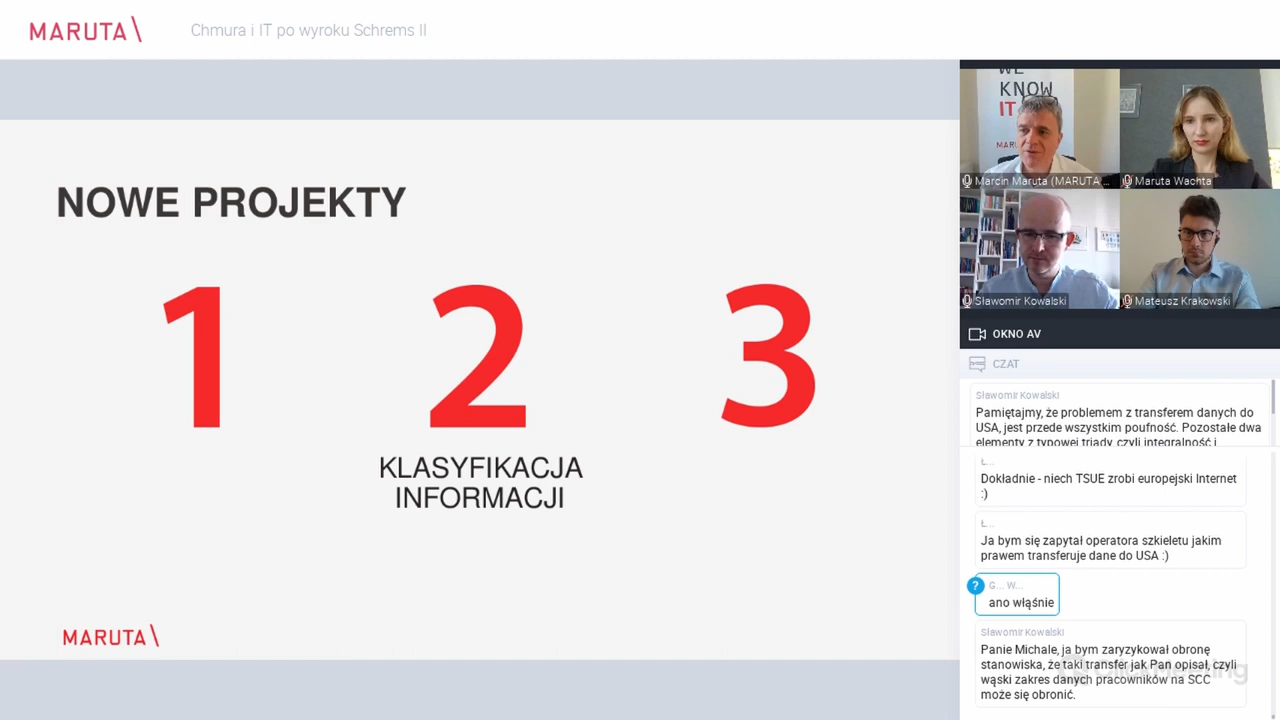 MARUTA\
Chmura i IT po wyroku Schrems II
NOWE PROJEKTY
1 2 3
KLASYFIKACJA
INFORMACJI
MARUTA\
WE
KNOW
IT
MARU
Marcin Maruta (MARUTA ...
Maruta Wachta
Sławomir Kowalski
Mateusz Krakowski
OKNO AV
CZAT
Sławomir Kowalski
Pamiętajmy, że problemem z transferem danych do
USA, jest przede wszystkim poufność. Pozostałe dwa
elementy z typowej triady, czyli integralność i
Ł...
Dokładnie - niech TSUE zrobi europejski Internet
:)
Ł...
Ja bym się zapytał operatora szkieletu jakim
prawem transferuje dane do USA :)
?
G... W...
ano włąśnie
Sławomir Kowalski
Panie Michale, ja bym zaryzykował obronę
stanowiska, że taki transfer jak Pan opisał, czyli
wąski zakres danych pracowników na SCC
może się obronić.
ClickMeeting